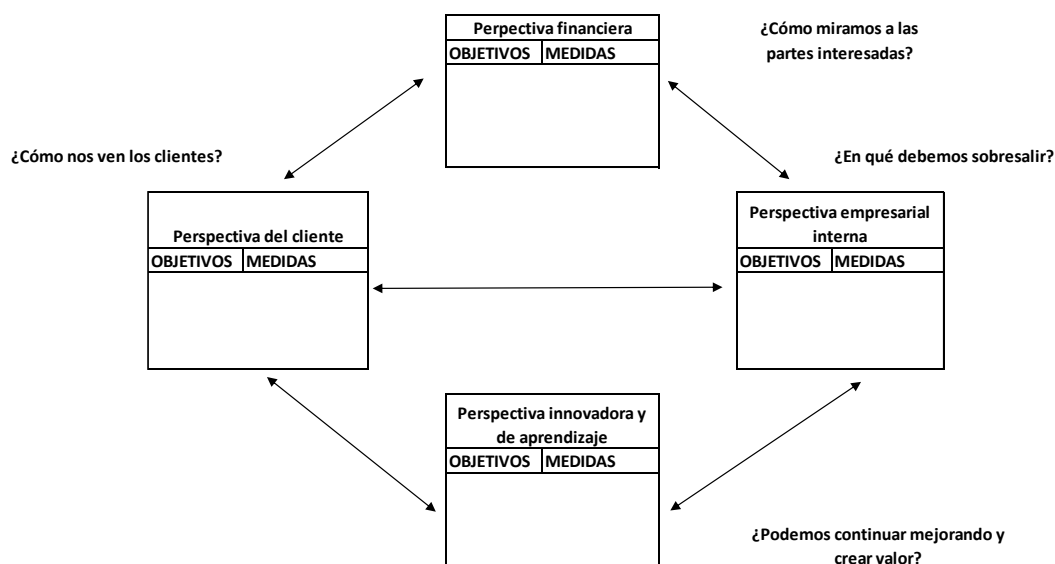 Perpectiva financiera
OBJETIVOS MEDIDAS
¿Cómo miramos a las
partes interesadas?
¿Cómo nos ven los clientes?
¿En qué debemos sobresalir?
Perspectiva del cliente
OBJETIVOS MEDIDAS
Perspectiva empresarial
interna
OBJETIVOS MEDIDAS
Perspectiva innovadora y
de aprendizaje
OBJETIVOS MEDIDAS
¿Podemos continuar mejorando y
crear valor?